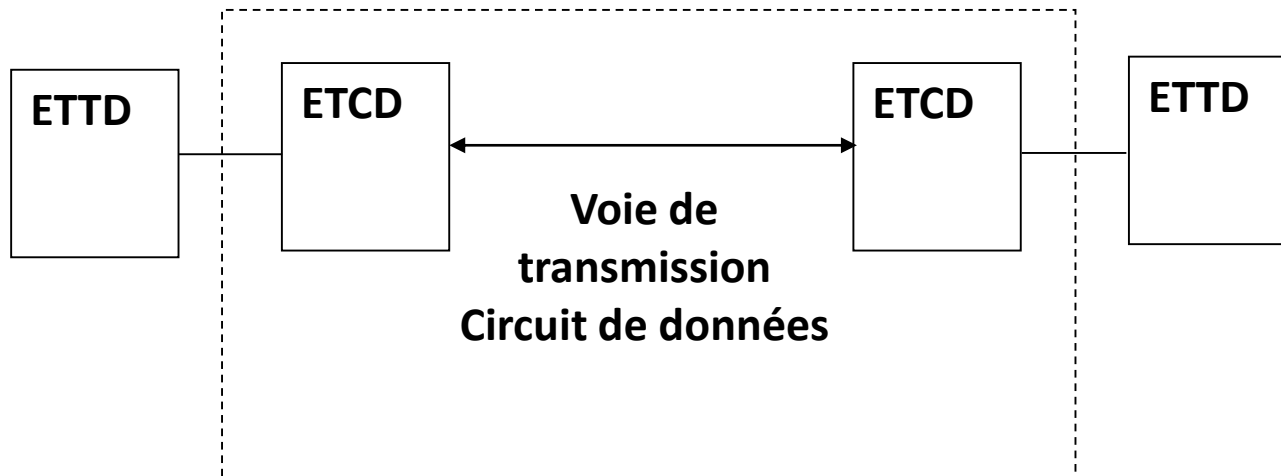 ETTD
ETCD
ETCD
ETTD
Voie de
transmission
Circuit de données